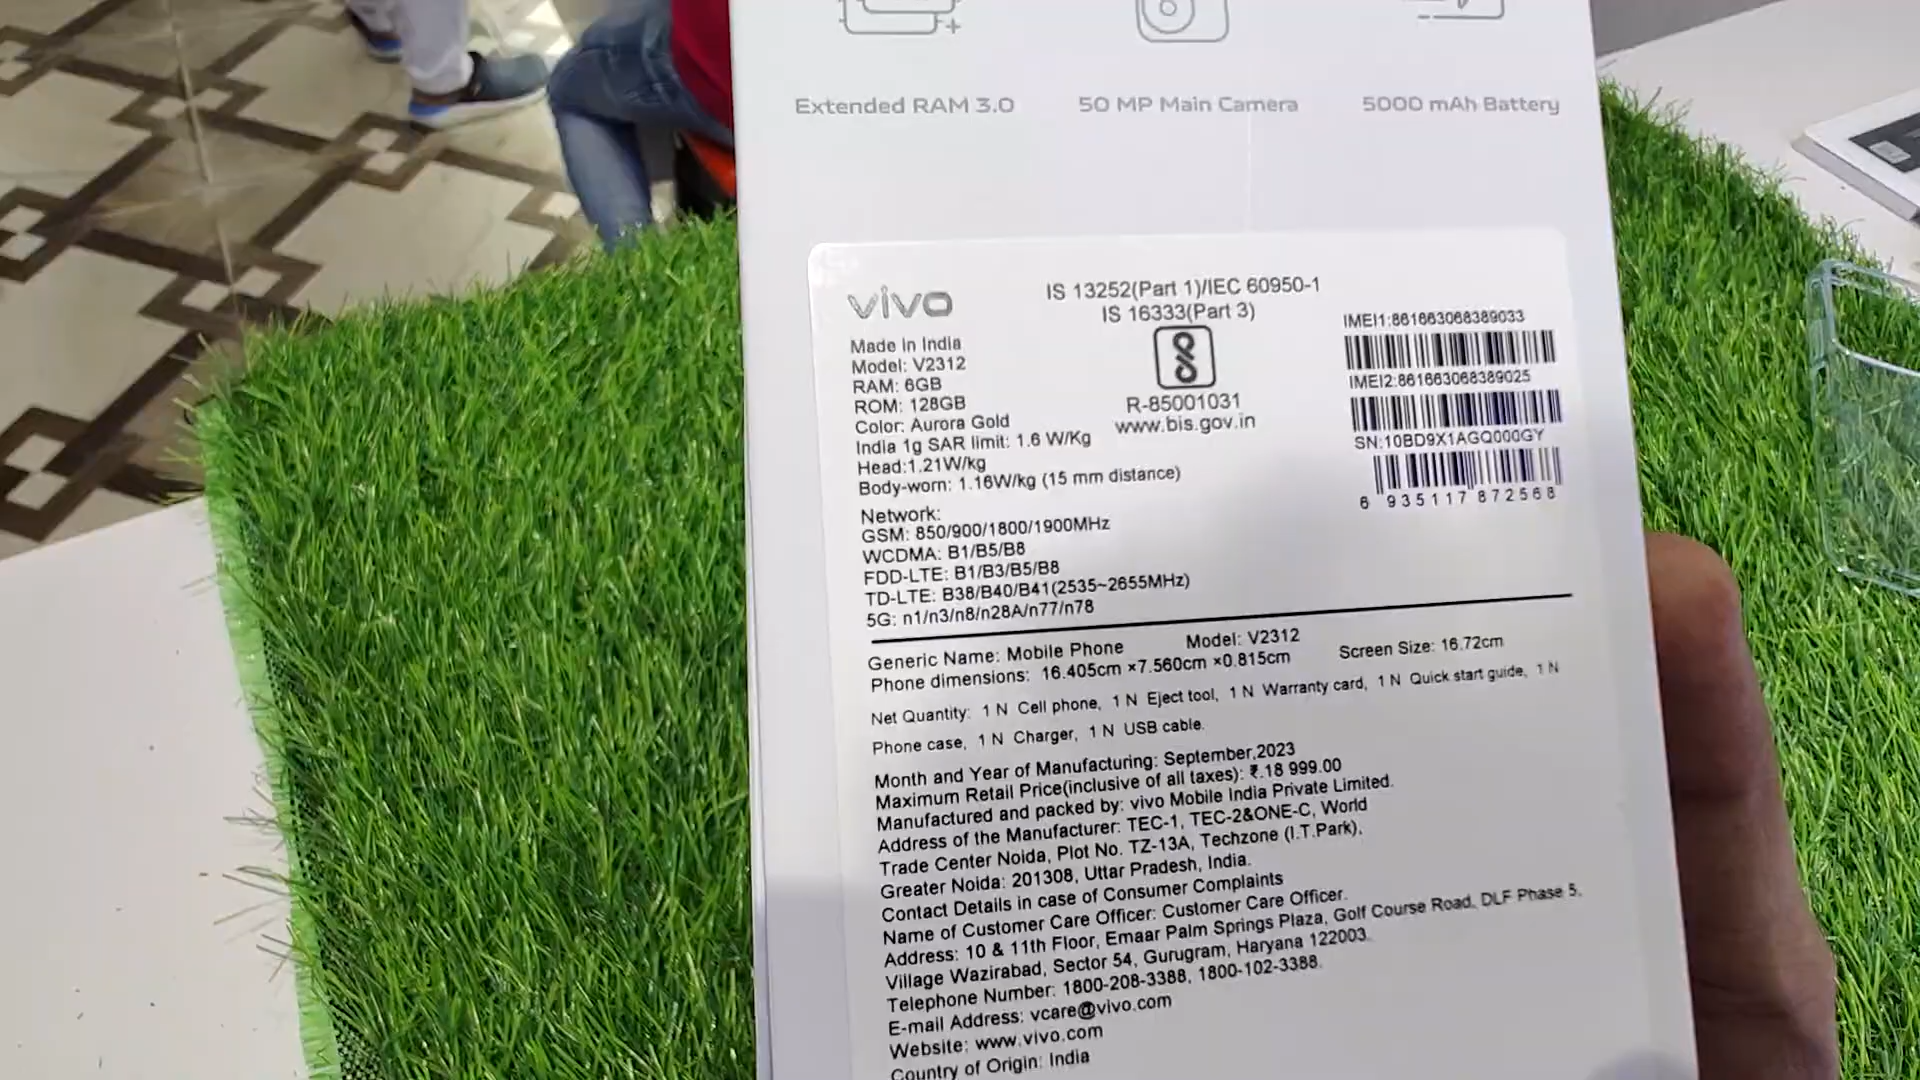 Extended RAM 3.0
50 MP Main Camera
5000 mAh Battery
vivo
Made in India
Model: V2312
RAM: 6GB
ROM: 128GB
Color: Aurora Gold
India 1g SAR limit: 1.6 W/Kg
Head:1.21W/kg
Body-worn: 1.16W/kg (15 mm distance)
IS 13252(Part 1)/IEC 60950-1
IS 16333(Part 3)
R-85001031
www.bis.gov.in
IMEI1:861663068389033
IMEI2:861663068389025
SN:10BD9X1AGQ000GY
6 935117 872568
Network:
GSM: 850/900/1800/1900MHz
WCDMA: B1/B5/B8
FDD-LTE: B1/B3/B5/B8
TD-LTE: B38/B40/B41(2535~2655MHz)
5G: n1/n3/n8/n28A/n77/n78
Generic Name: Mobile Phone Model: V2312
Phone dimensions: 16.405cm ×7.560cm ×0.815cm Screen Size: 16.72cm
Net Quantity: 1 N Cell phone, 1 N Eject tool, 1 N Warranty card, 1 N Quick start guide, 1 N
Phone case, 1 N Charger, 1 N USB cable.
Month and Year of Manufacturing: September,2023
Maximum Retail Price(inclusive of all taxes): ₹.18 999.00
Manufactured and packed by: vivo Mobile India Private Limited.
Address of the Manufacturer: TEC-1, TEC-2&ONE-C, World
Trade Center Noida, Plot No. TZ-13A, Techzone (I.T.Park),
Greater Noida: 201308, Uttar Pradesh, India.
Contact Details in case of Consumer Complaints
Name of Customer Care Officer: Customer Care Officer.
Address: 10 & 11th Floor, Emaar Palm Springs Plaza, Golf Course Road, DLF Phase 5,
Village Wazirabad, Sector 54, Gurugram, Haryana 122003.
Telephone Number: 1800-208-3388, 1800-102-3388.
E-mail Address: vcare@vivo.com
Website: www.vivo.com
Country of Origin: India